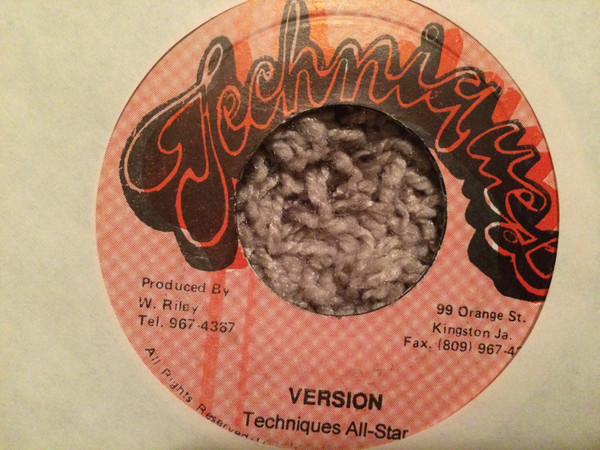 Techniques
Produced By
W. Riley
Tel. 967-4367
99 Orange St.
Kingston Ja.
Fax. (809) 967-4
All Rights Reserved
VERSION
Techniques All-Star